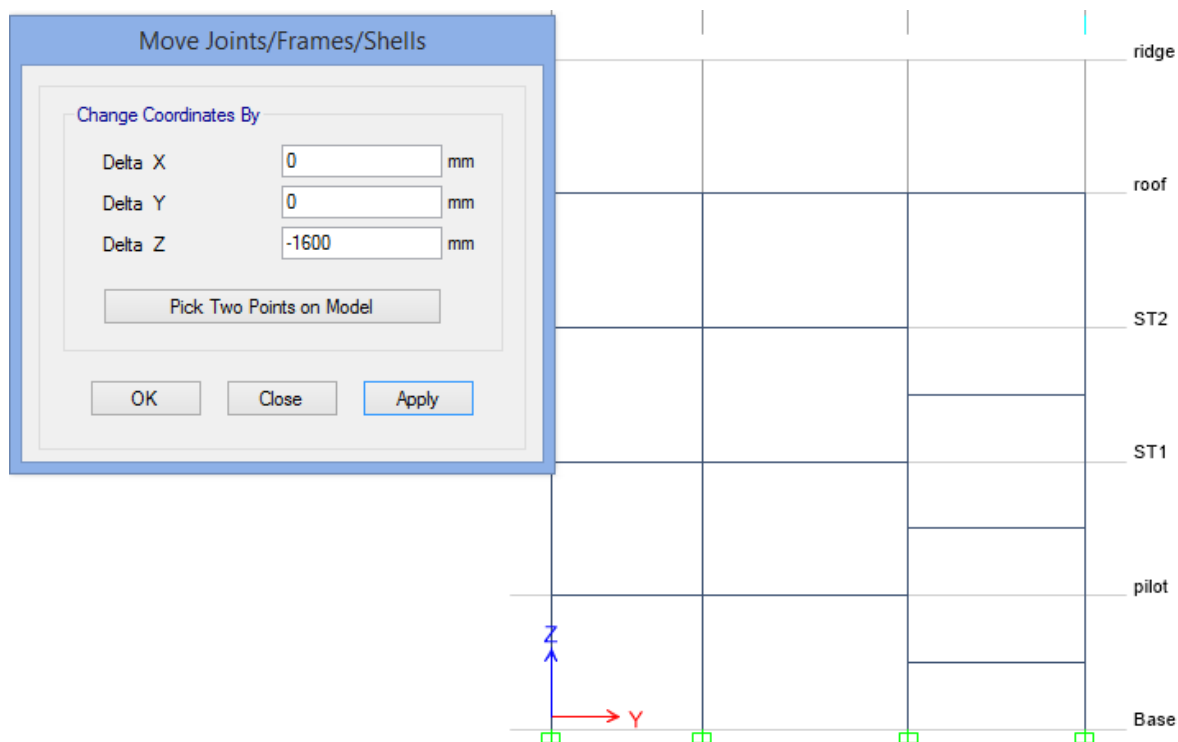 Move Joints/Frames/Shells
Change Coordinates By
Delta X 0 mm
Delta Y 0 mm
Delta Z -1600 mm
Pick Two Points on Model
OK Close Apply
ridge
roof
ST2
ST1
pilot
Z
Y
Base